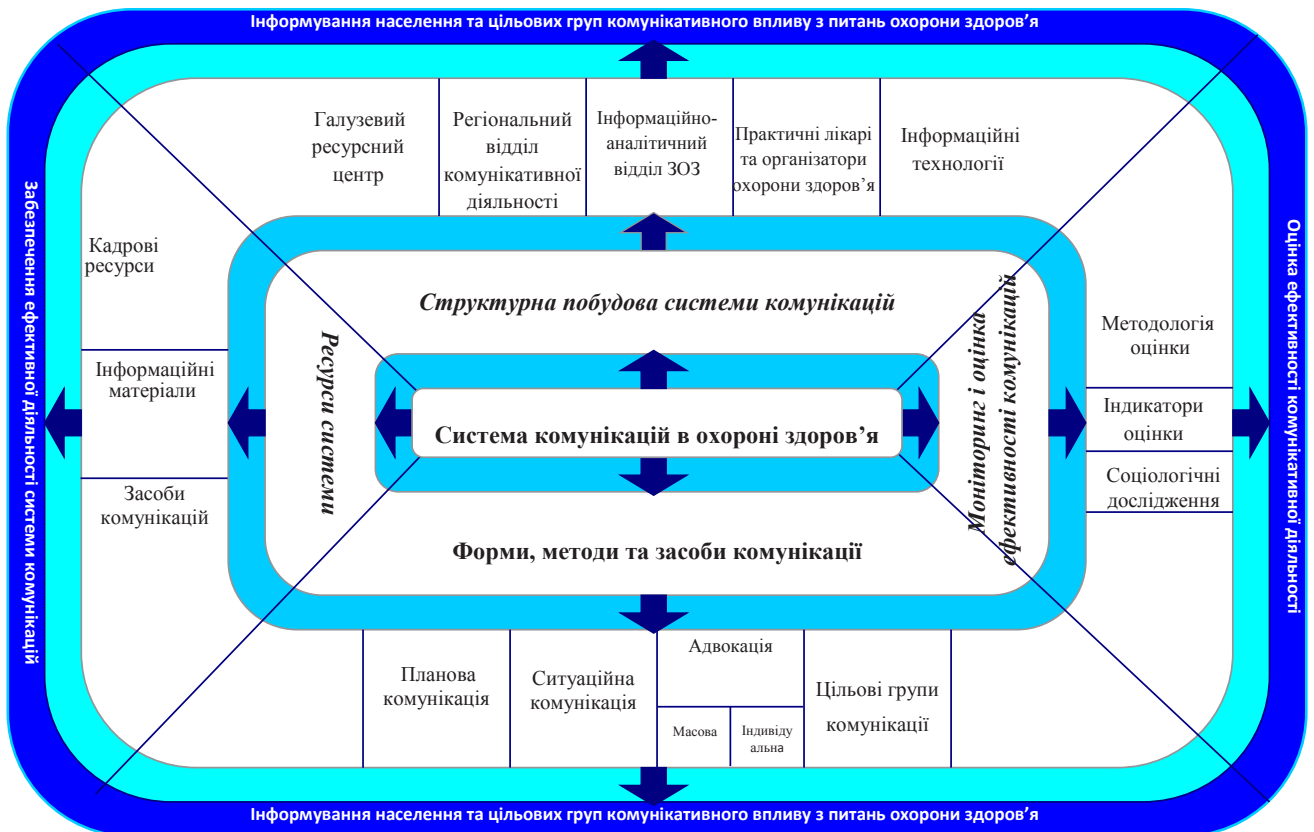 Інформування населення та цільових груп комунікативного впливу з питань охорони здоров’я
Галузевий
ресурсний
центр
Регіональний
відділ
комунікативної
діяльності
Інформаційно-
аналітичний
відділ ЗОЗ
Практичні лікарі
та організатори
охорони здоров’я
Інформаційні
технології
Забезпечення ефективної діяльності системи комунікацій
Кадрові
ресурси
Інформаційні
матеріали
Засоби
комунікацій
Структурна побудова системи комунікацій
Ресурси системи
Система комунікацій в охороні здоров’я
Моніторинг і оцінка
ефективності комунікацій
Форми, методи та засоби комунікації
Методологія
оцінки
Індикатори
оцінки
Соціологічні
дослідження
Оцінка ефективності комунікативної діяльності
Планова
комунікація
Ситуаційна
комунікація
Адвокація
Масова
Індивіду
альна
Цільові групи
комунікації
Інформування населення та цільових груп комунікативного впливу з питань охорони здоров’я